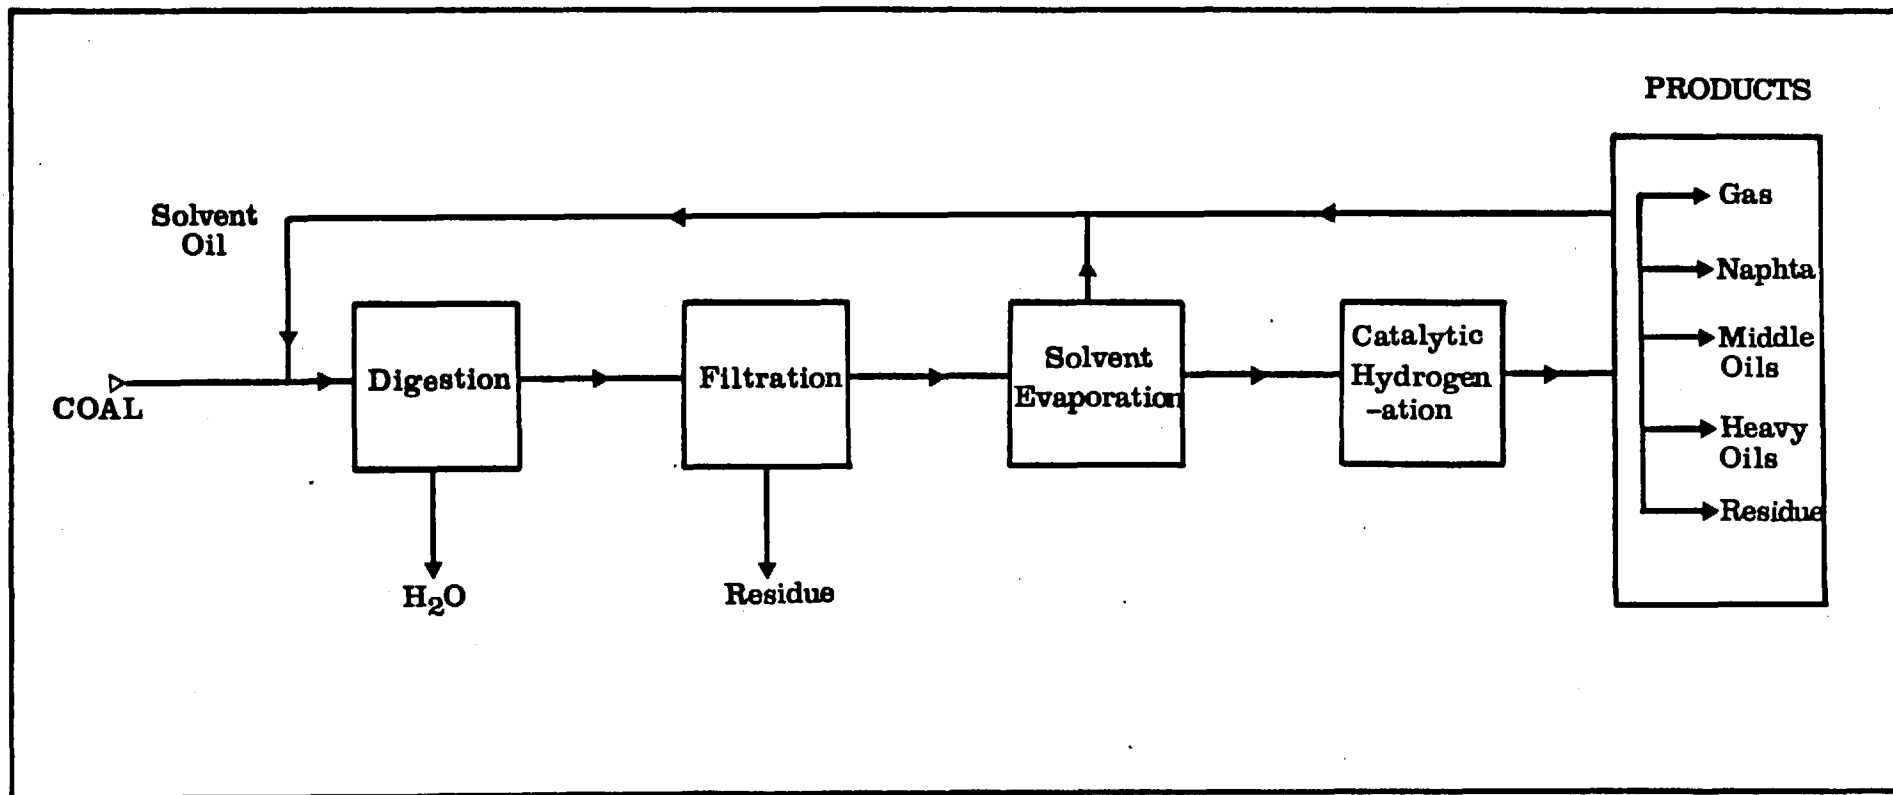 PRODUCTS
Solvent
Oil
COAL
Digestion
H₂O
Filtration
Residue
Solvent
Evaporation
Catalytic
Hydrogen
-ation
Gas
Naphta
Middle
Oils
Heavy
Oils
Residue